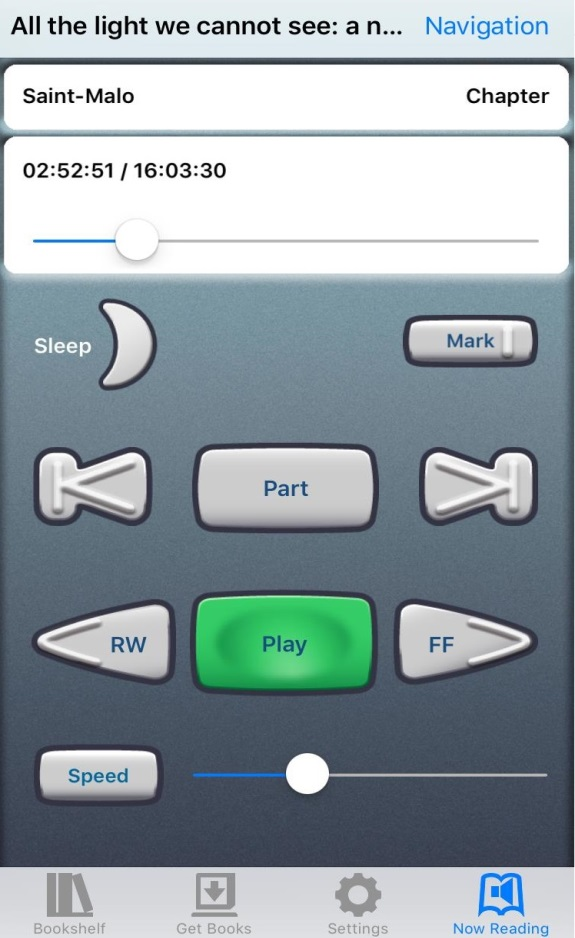 All the light we cannot see: a n... Navigation
Saint-Malo Chapter
02:52:51 / 16:03:30
Sleep Mark
Part
RW Play FF
Speed
Bookshelf Get Books Settings Now Reading